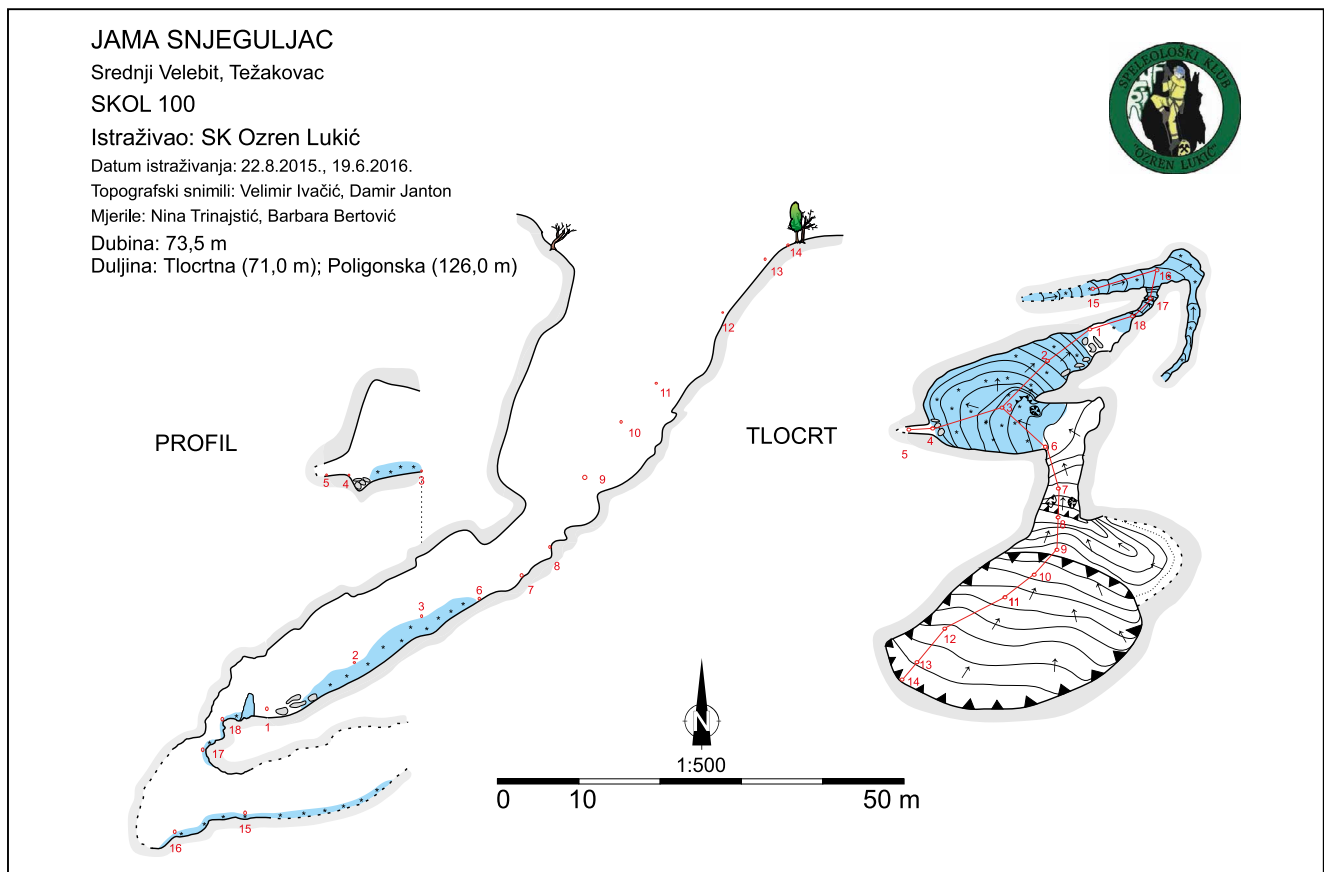 JAMA SNJEGULJAC
Srednji Velebit, Težakovac
SKOL 100
Istraživao: SK Ozren Lukić
Datum istraživanja: 22.8.2015., 19.6.2016.
Topografski snimili: Velimir Ivačić, Damir Janton
Mjerile: Nina Trinajstić, Barbara Bertović
Dubina: 73,5 m
Duljina: Tlocrtna (71,0 m); Poligonska (126,0 m)
SPELEOLOŠKI KLUB
"OZREN LUKIĆ"
PROFIL
14
13
12
11
10
9
8
7
6
5
4
3
3
2
1
18
17
16
15
TLOCRT
15
16
17
18
1
2
3
4
5
6
7
8
9
10
11
12
13
14
N
1:500
0
10
50 m